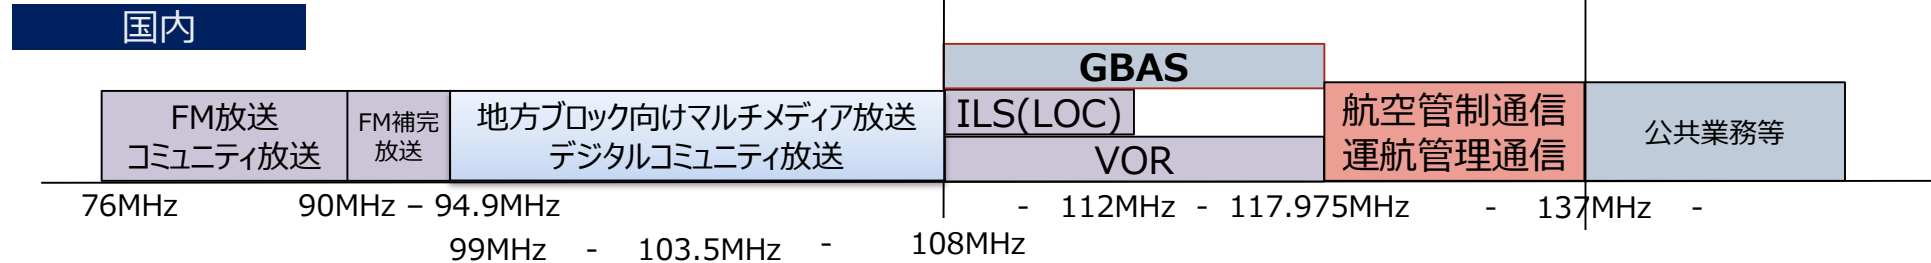 国内
GBAS
FM放送
コミュニティ放送
FM補完
放送
地方ブロック向けマルチメディア放送
デジタルコミュニティ放送
ILS(LOC)
VOR
航空管制通信
運航管理通信
公共業務等
76MHz 90MHz – 94.9MHz - 112MHz - 117.975MHz - 137MHz -
99MHz - 103.5MHz - 108MHz